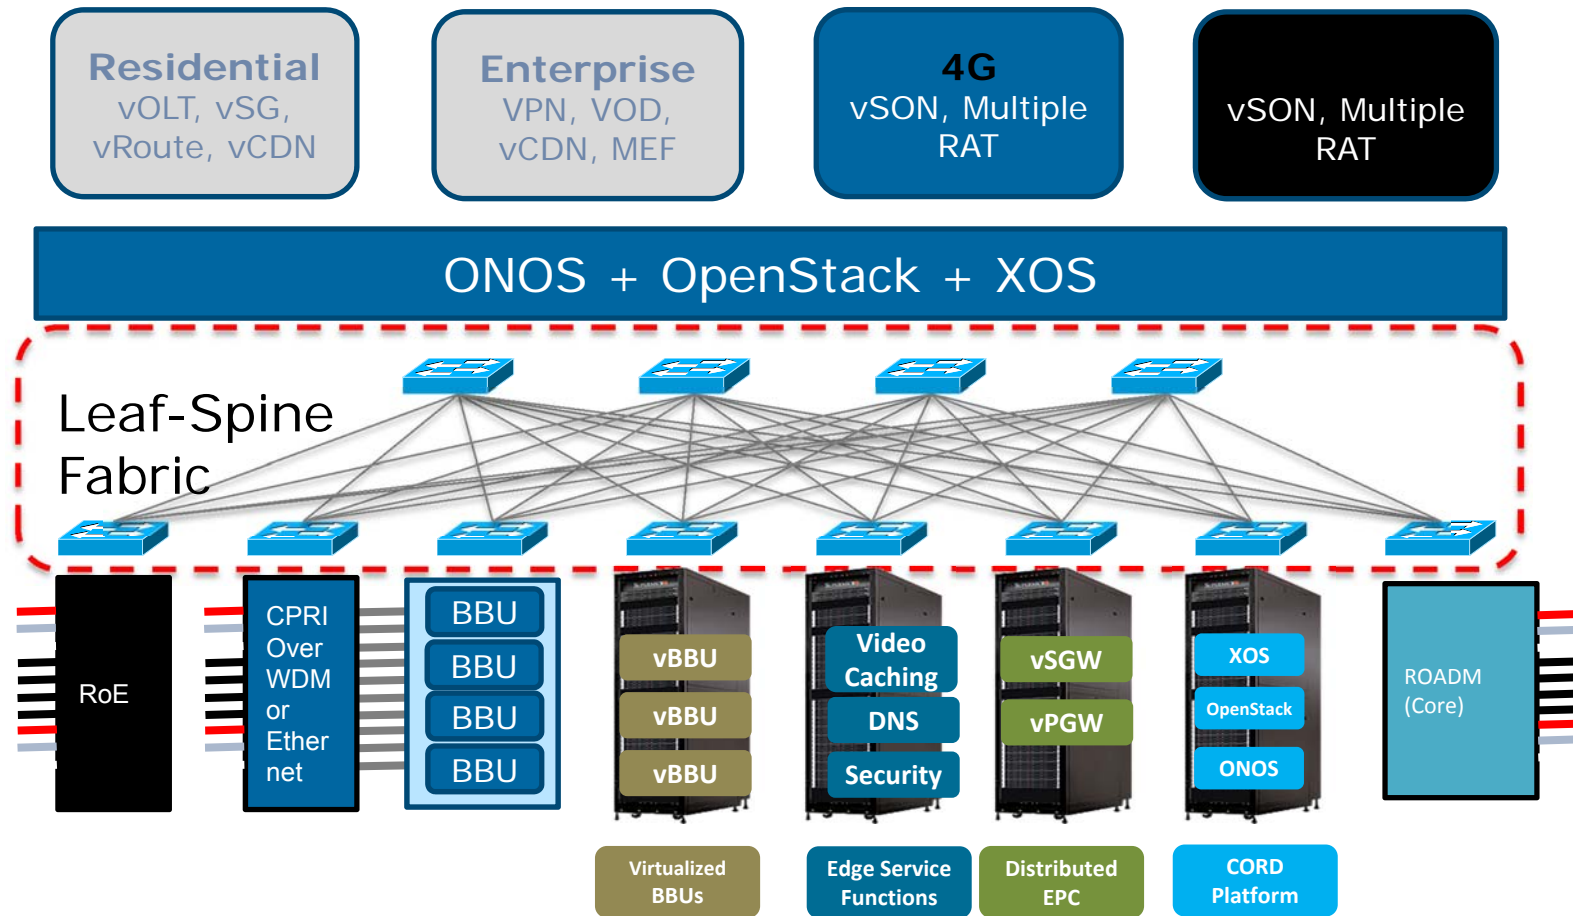 Residential
vOLT, vSG,
vRoute, vCDN
Enterprise
VPN, VOD,
vCDN, MEF
4G
vSON, Multiple
RAT
vSON, Multiple
RAT
ONOS + OpenStack + XOS
Leaf-Spine
Fabric
RoE
CPRI
Over
WDM
or
Ether
net
BBU
BBU
BBU
BBU
vBBU
vBBU
vBBU
Video
Caching
DNS
Security
vSGW
vPGW
XOS
OpenStack
ONOS
ROADM
(Core)
Virtualized
BBUs
Edge Service
Functions
Distributed
EPC
CORD
Platform